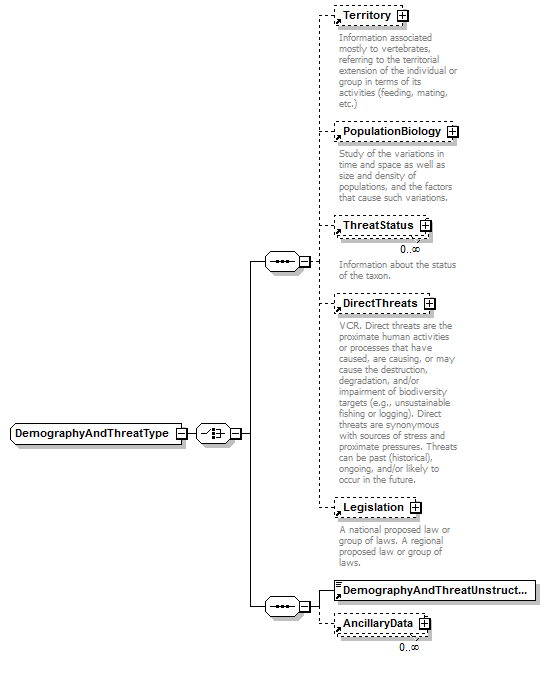 Territory
Information associated
mostly to vertebrates,
referring to the territorial
extension of the individual or
group in terms of its
activities (feeding, mating,
etc.)
PopulationBiology
Study of the variations in
time and space as well as
size and density of
populations, and the factors
that cause such variations.
ThreatStatus
0..∞
Information about the status
of the taxon.
DirectThreats
VCR. Direct threats are the
proximate human activities
or processes that have
caused, are causing, or may
cause the destruction,
degradation, and/or
impairment of biodiversity
targets (e.g., unsustainable
fishing or logging). Direct
threats are synonymous
with sources of stress and
proximate pressures. Threats
can be past (historical),
ongoing, and/or likely to
occur in the future.
DemographyAndThreatType
Legislation
A national proposed law or
group of laws. A regional
proposed law or group of
laws.
DemographyAndThreatUnstruct...
AncillaryData
0..∞